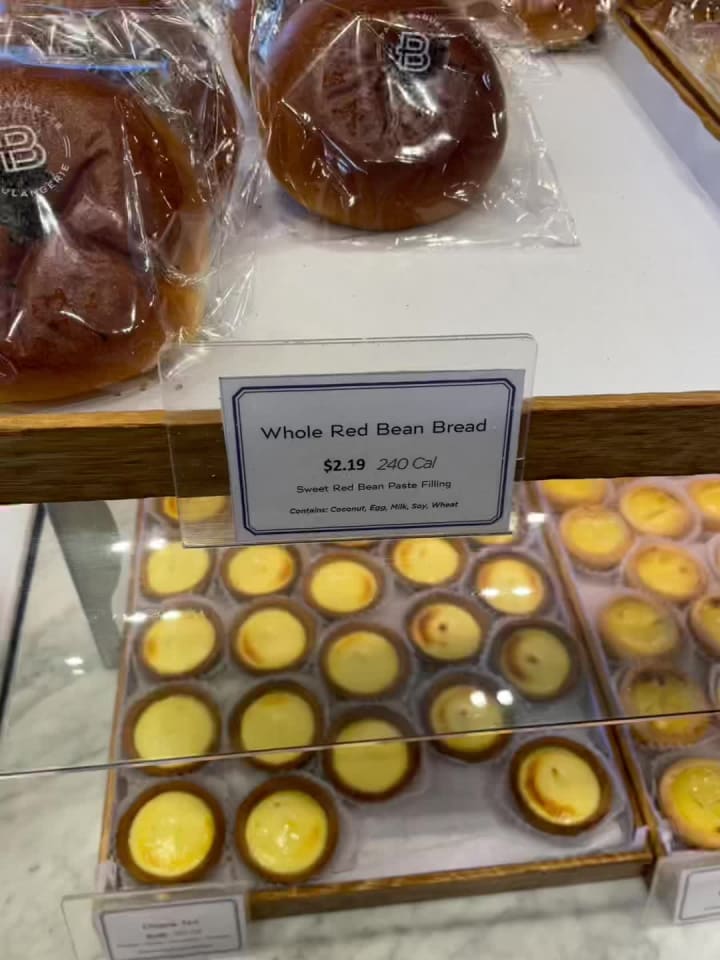 B
B
Whole Red Bean Bread
$2.19 240 Cal
Sweet Red Bean Paste Filling
Contains: Coconut, Egg, Milk, Soy, Wheat